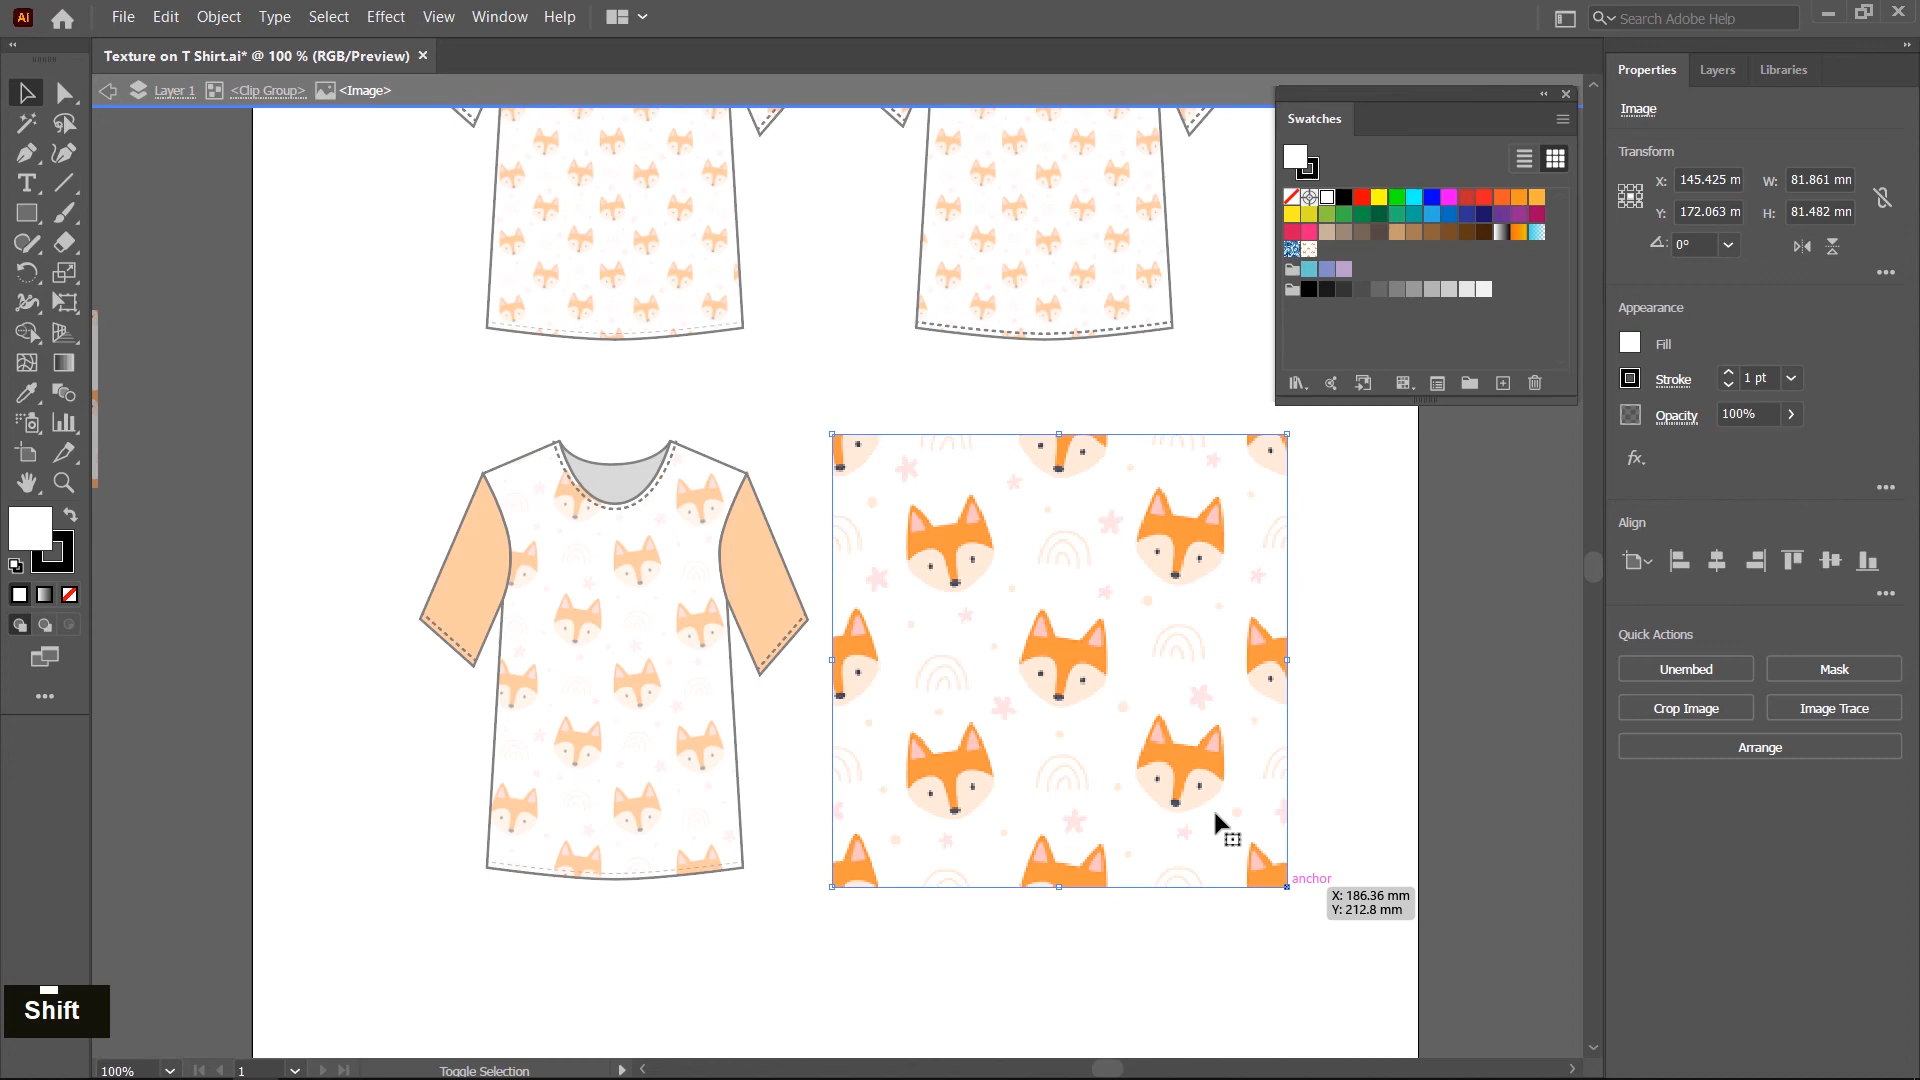 Ai File Edit Object Type Select Effect View Window Help Search Adobe Help
Texture on T Shirt.ai* @ 100 % (RGB/Preview) ×
Layer 1 <Clip Group> <Image>
Swatches
Properties Layers Libraries
Image
Transform
X: 145.425 m W: 81.861 mn
Y: 172.063 m H: 81.482 mn
0°
Appearance
Fill
Stroke 1 pt
Opacity 100%
fx.
Align
Quick Actions
Unembed Mask
Crop Image Image Trace
Arrange
anchor
X: 186.36 mm
Y: 212.8 mm
Shift
100% 1 Toggle Selection